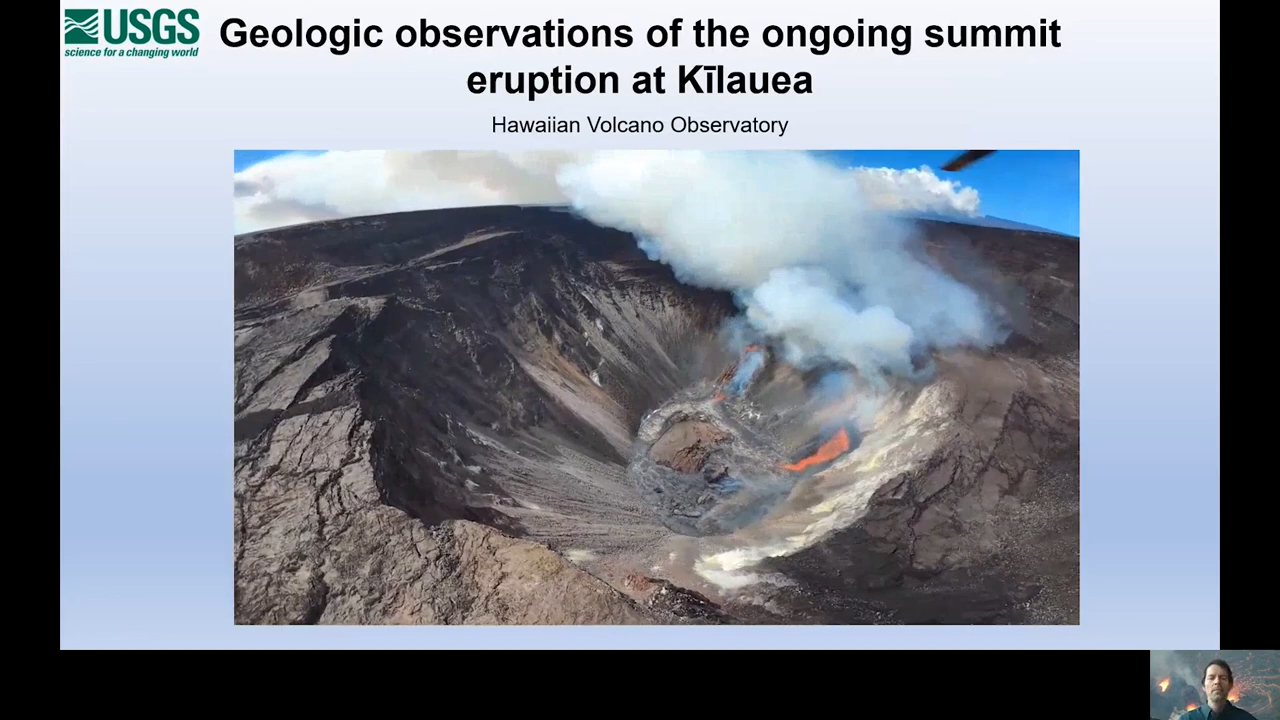 USGS
science for a changing world
Geologic observations of the ongoing summit
eruption at Kīlauea
Hawaiian Volcano Observatory